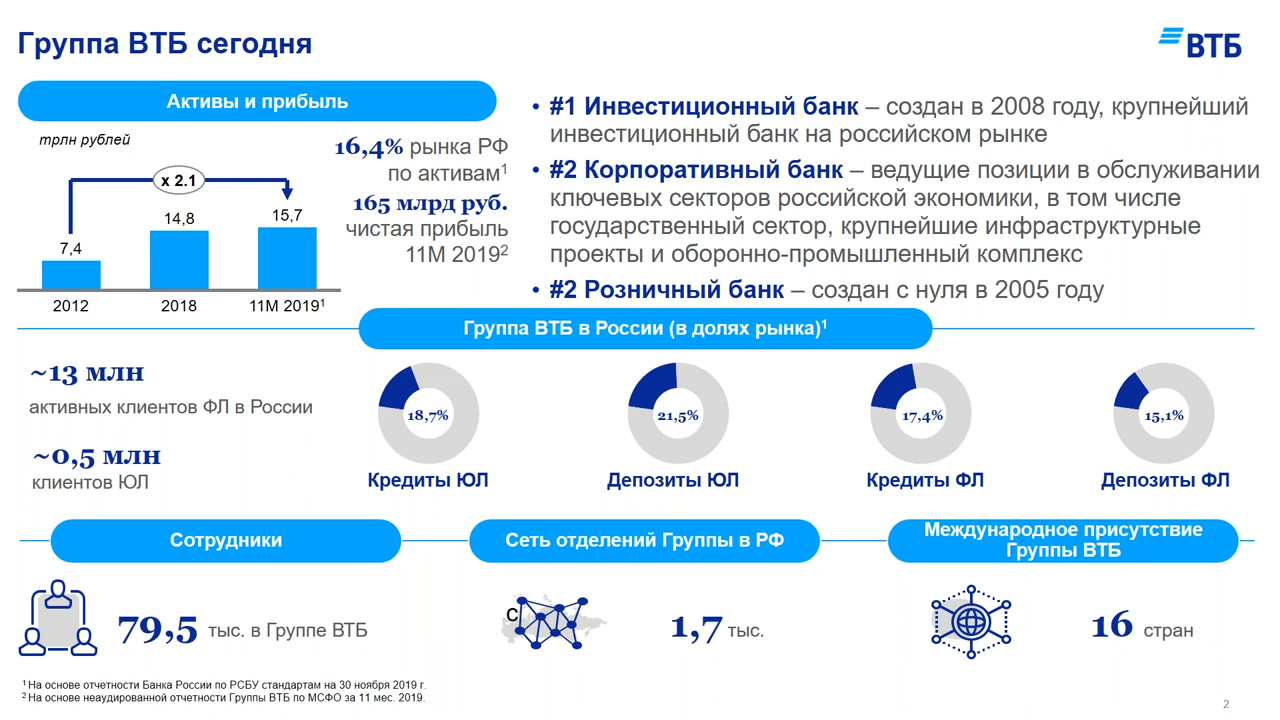 Группа ВТБ сегодня
ВТБ
Активы и прибыль
трлн рублей
x 2.1
7,4
14,8
15,7
2012
2018
11М 2019¹
16,4% рынка РФ
по активам¹
165 млрд руб.
чистая прибыль
11М 2019²
• #1 Инвестиционный банк – создан в 2008 году, крупнейший
инвестиционный банк на российском рынке
• #2 Корпоративный банк – ведущие позиции в обслуживании
ключевых секторов российской экономики, в том числе
государственный сектор, крупнейшие инфраструктурные
проекты и оборонно-промышленный комплекс
• #2 Розничный банк – создан с нуля в 2005 году
Группа ВТБ в России (в долях рынка)¹
~13 млн
активных клиентов ФЛ в России
~0,5 млн
клиентов ЮЛ
18,7%
Кредиты ЮЛ
21,5%
Депозиты ЮЛ
17,4%
Кредиты ФЛ
15,1%
Депозиты ФЛ
Сотрудники
79,5 тыс. в Группе ВТБ
Сеть отделений Группы в РФ
С
1,7 тыс.
Международное присутствие
Группы ВТБ
16 стран
¹ На основе отчетности Банка России по РСБУ стандартам на 30 ноября 2019 г.
² На основе неаудированной отчетности Группы ВТБ по МСФО за 11 мес. 2019.
2